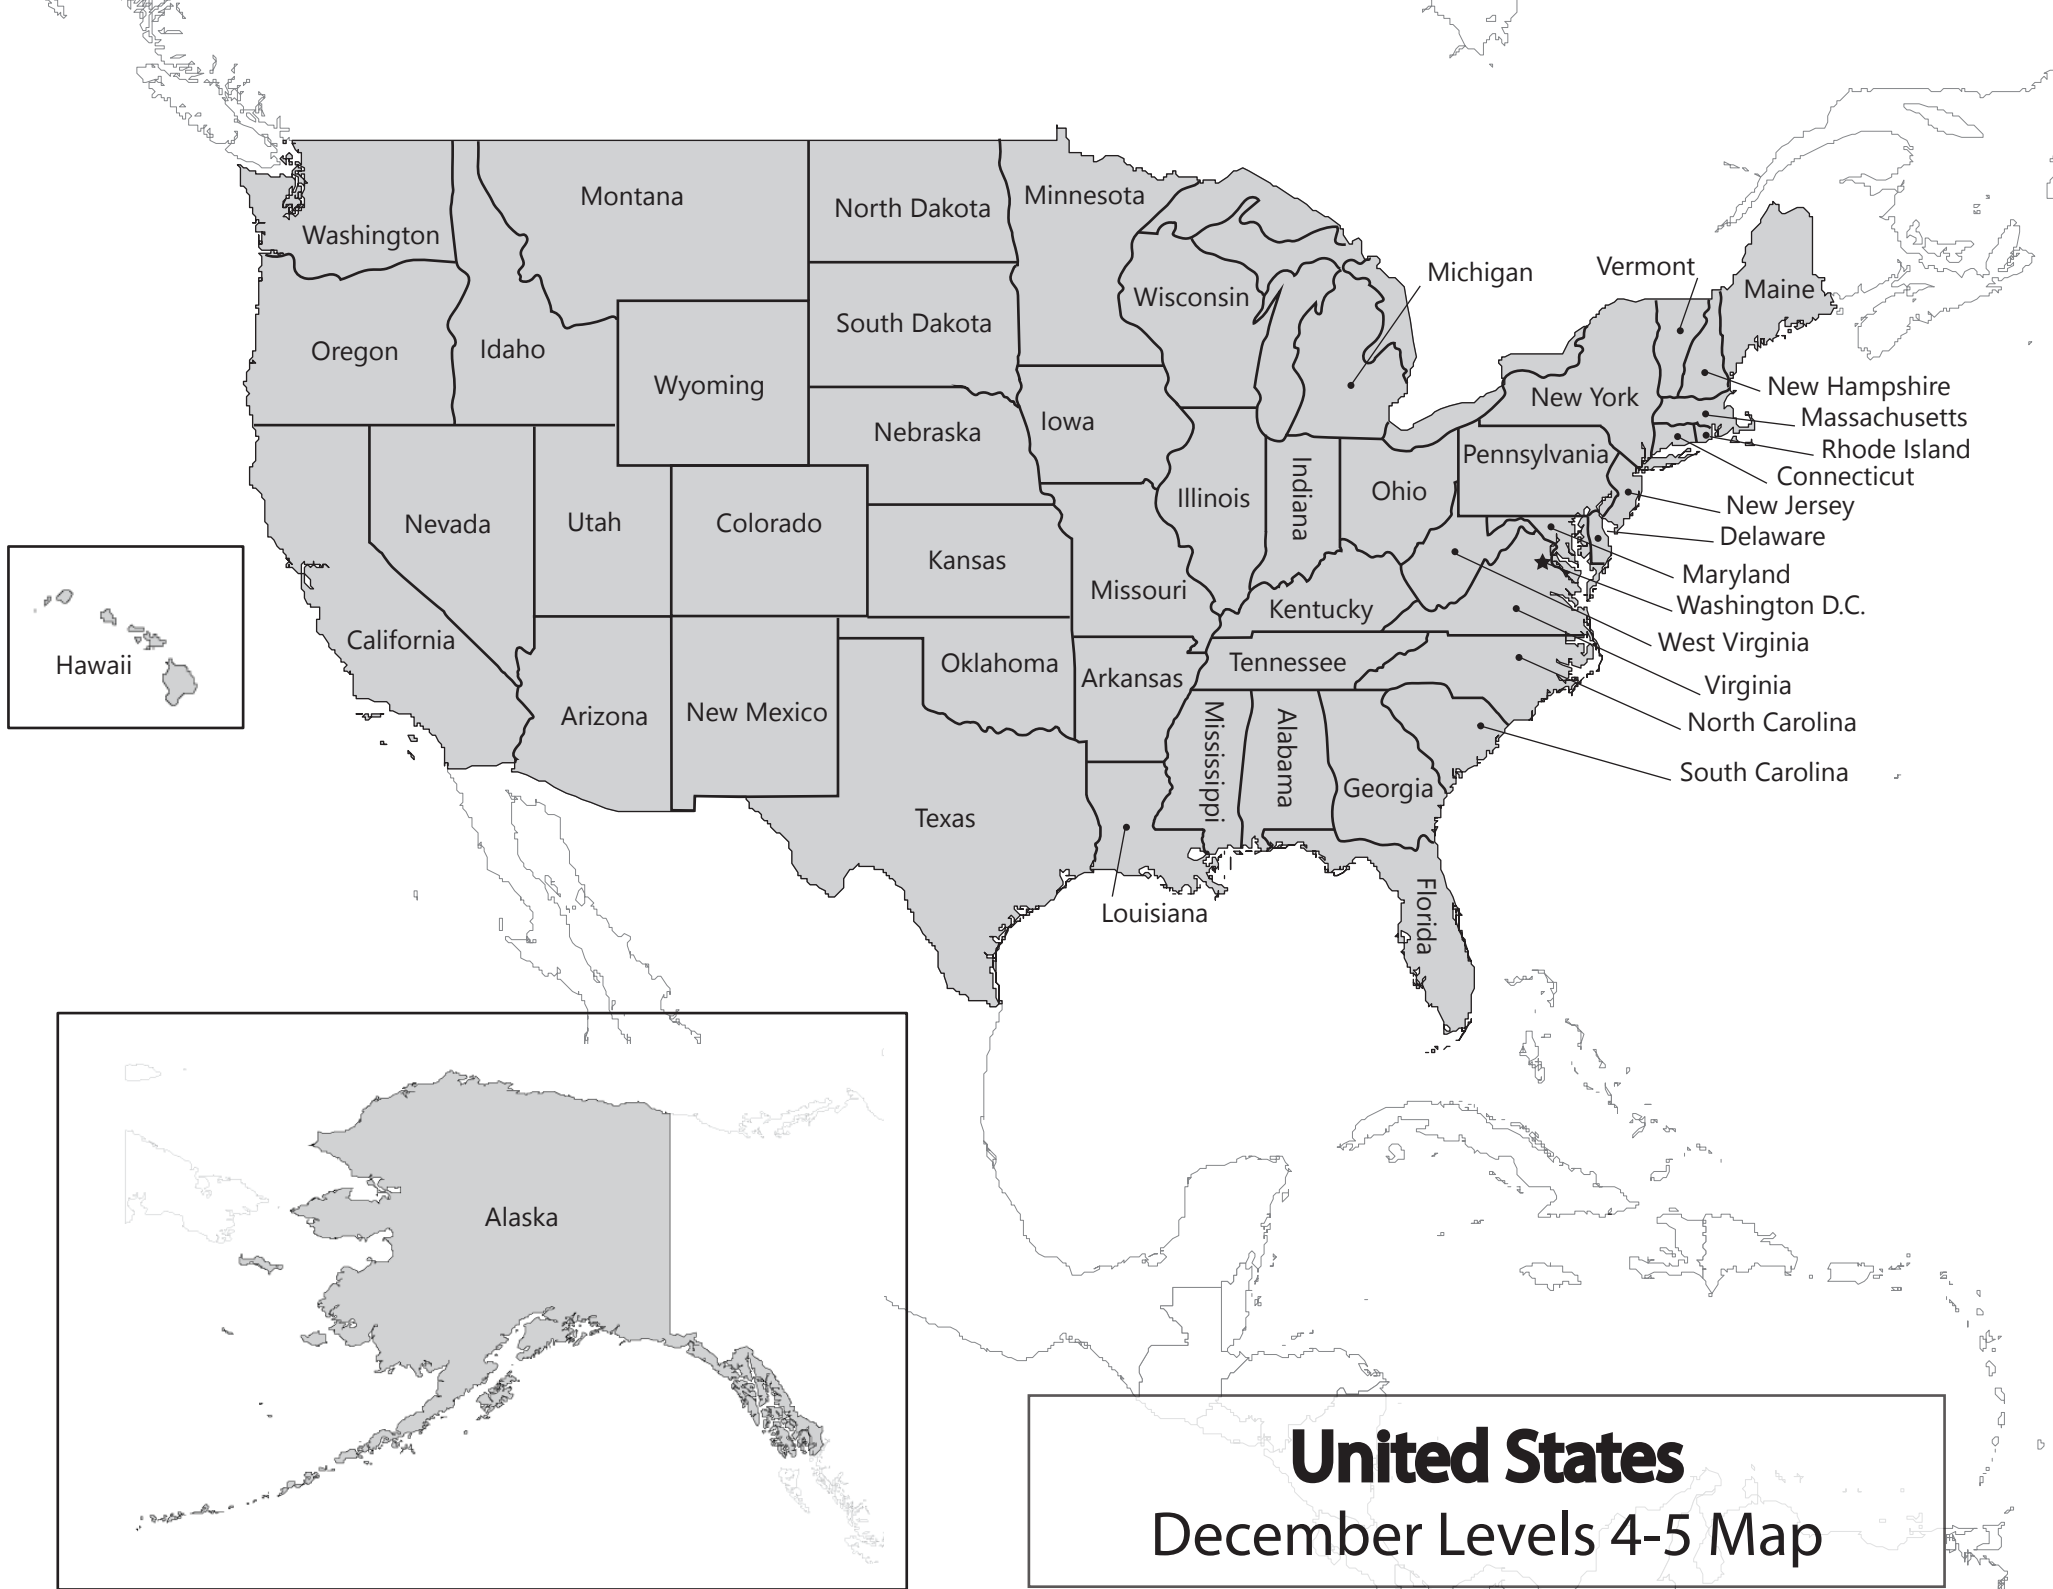 Montana
North Dakota
Minnesota
Washington
Michigan
Vermont
Maine
Wisconsin
South Dakota
Oregon
Idaho
Wyoming
New Hampshire
New York
Massachusetts
Iowa
Nebraska
Rhode Island
Pennsylvania
Connecticut
Ohio
Indiana
Illinois
New Jersey
Nevada
Utah
Colorado
Delaware
Kansas
Maryland
Missouri
Washington D.C.
Kentucky
California
West Virginia
Hawaii
Oklahoma
Tennessee
Arkansas
Virginia
Arizona
New Mexico
North Carolina
Mississippi
Alabama
South Carolina
Georgia
Texas
Louisiana
Florida
Alaska
United States
December Levels 4-5 Map